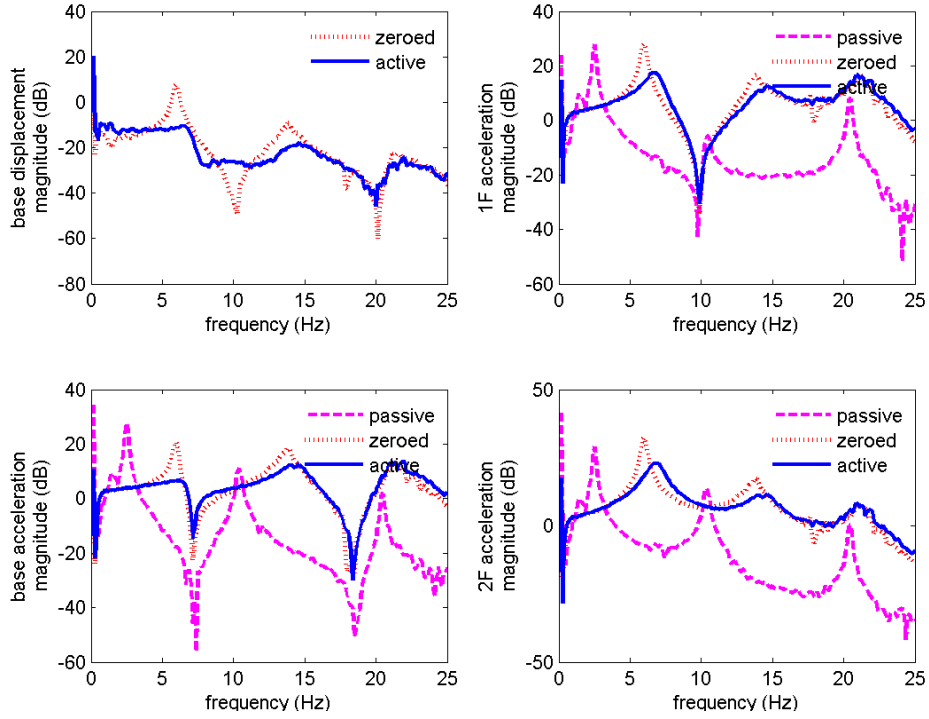 40
20
0
-20
-40
-60
-80
base displacement
magnitude (dB)
zeroed
active
0
5
10
15
20
25
frequency (Hz)
40
20
0
-20
-40
-60
1F acceleration
magnitude (dB)
passive
zeroed
active
0
5
10
15
20
25
frequency (Hz)
40
20
0
-20
-40
-60
base acceleration
magnitude (dB)
passive
zeroed
active
0
5
10
15
20
25
frequency (Hz)
50
0
-50
2F acceleration
magnitude (dB)
passive
zeroed
active
0
5
10
15
20
25
frequency (Hz)